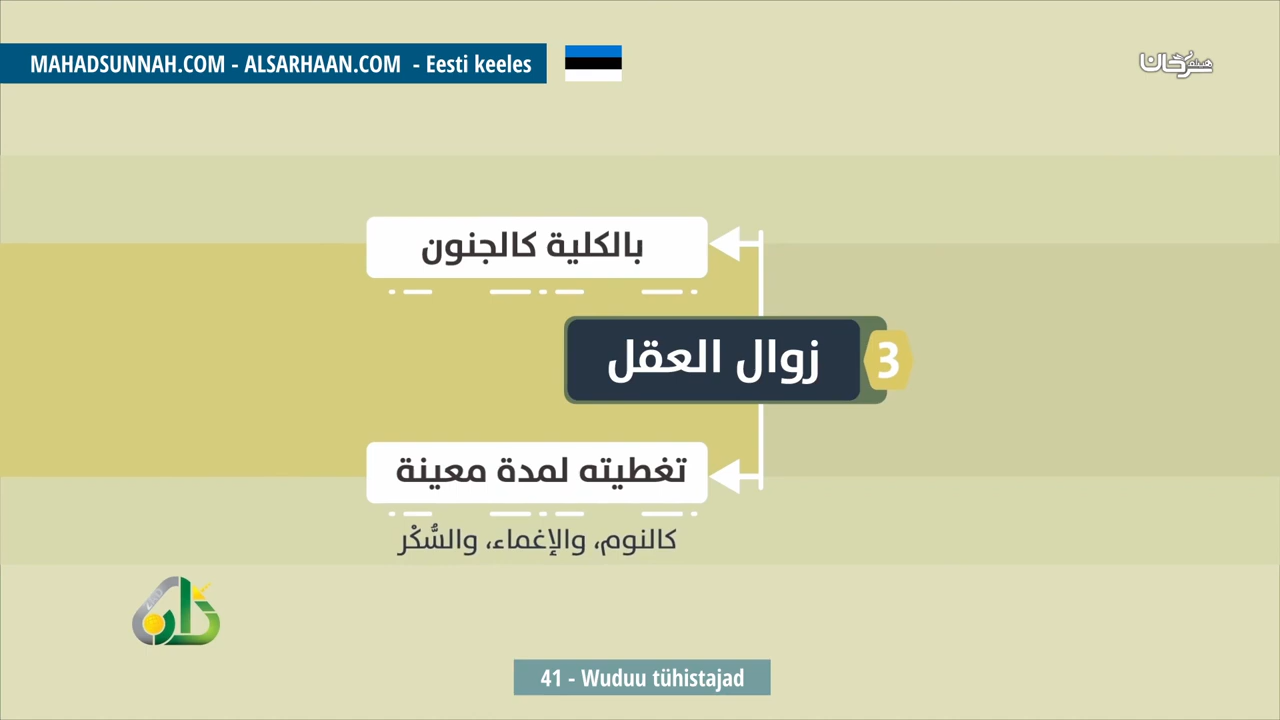 MAHADSUNNAH.COM - ALSARHAAN.COM - Eesti keeles
بالكلية كالجنون
3 زوال العقل
تغطيته لمدة معينة
كالنوم، والإغماء، والسُّكْر
41 - Wuduu tühistajad